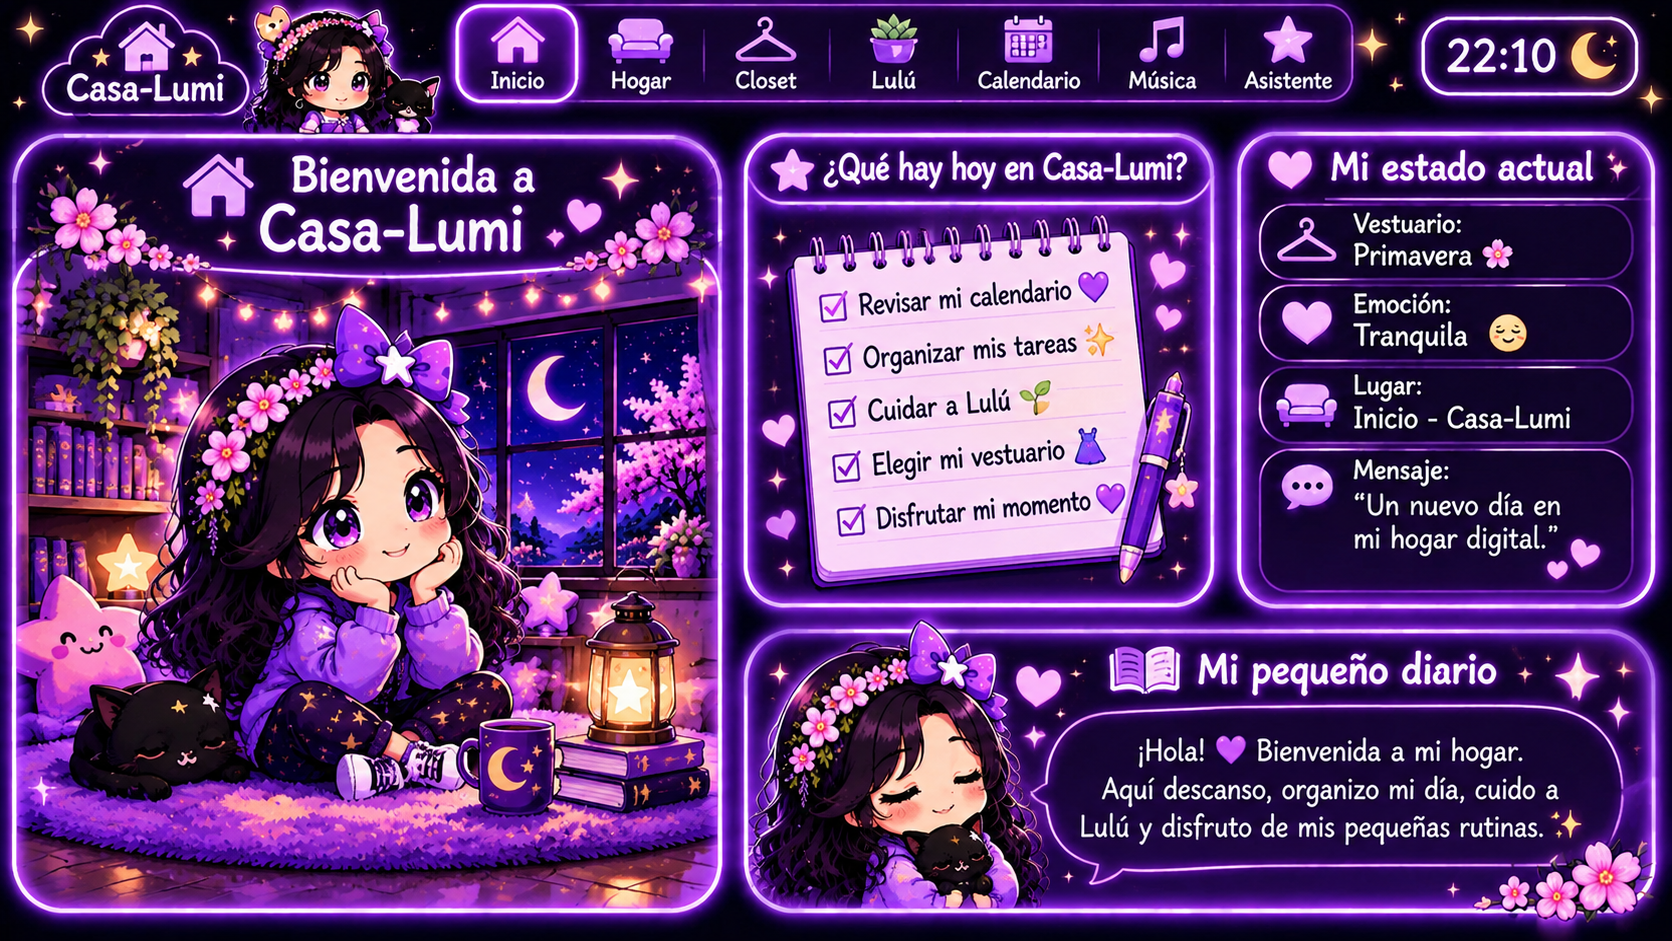 Casa-Lumi
Inicio
Hogar
Closet
Lulú
Calendario
Música
Asistente
22:10
Bienvenida a
Casa-Lumi
¿Qué hay hoy en Casa-Lumi?
Revisar mi calendario 💜
Organizar mis tareas ✨
Cuidar a Lulú 🌱
Elegir mi vestuario 👗
Disfrutar mi momento 💜
Mi estado actual
Vestuario:
Primavera 🌸
Emoción:
Tranquila 😌
Lugar:
Inicio - Casa-Lumi
Mensaje:
“Un nuevo día en
mi hogar digital.”
Mi pequeño diario
¡Hola! 💜 Bienvenida a mi hogar.
Aquí descanso, organizo mi día, cuido a
Lulú y disfruto de mis pequeñas rutinas. ✨